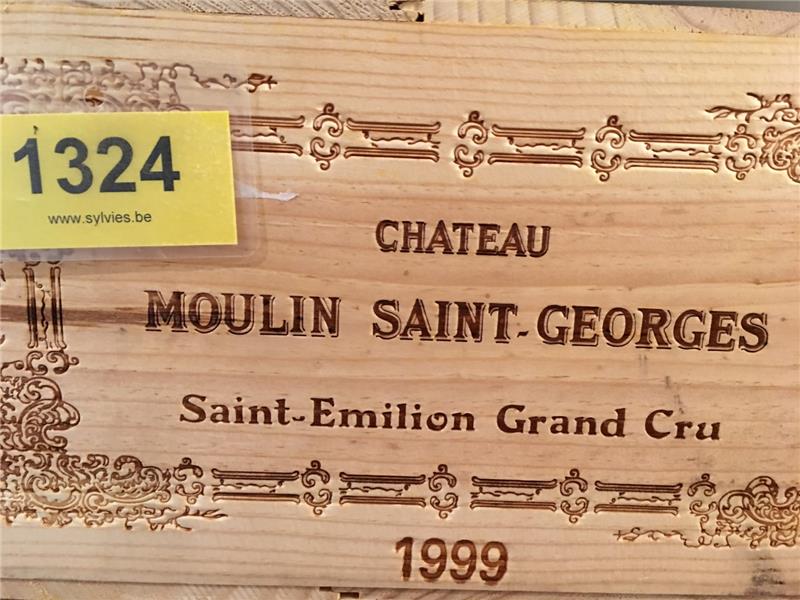 1324
www.sylvies.be
CHATEAU
MOULIN SAINT-GEORGES
Saint-Emilion Grand Cru
1999